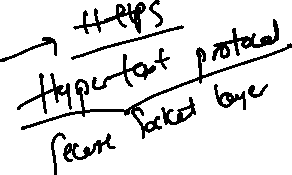 Https
Hypertext protocol
Secure Socket layer